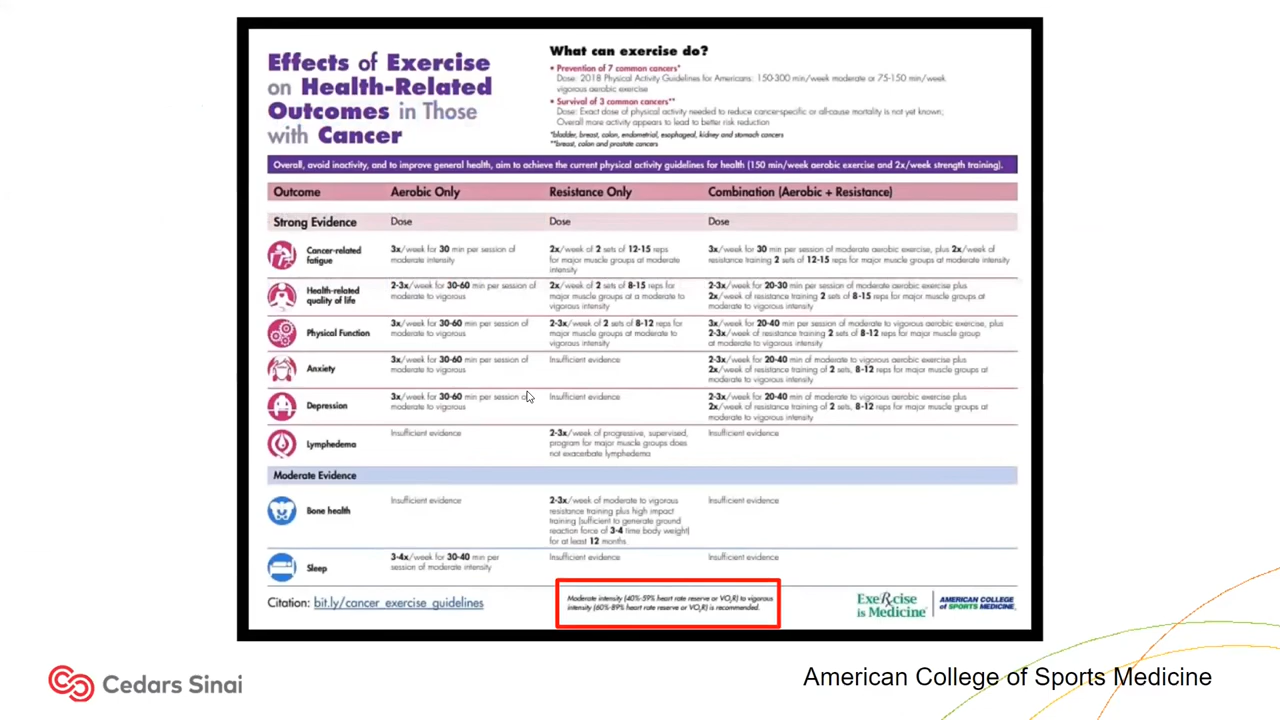 Effects of Exercise
on Health-Related
Outcomes in Those
with Cancer
What can exercise do?
• Prevention of 7 common cancers*
Dose: 2018 Physical Activity Guidelines for Americans: 150-300 min/week moderate or 75-150 min/week
vigorous aerobic exercise
• Survival of 3 common cancers**
Dose: Exact dose of physical activity needed to reduce cancer-specific or all-cause mortality is not yet known;
Overall more activity appears to lead to better risk reduction
*bladder, breast, colon, endometrial, esophageal, kidney and stomach cancers
**breast, colon and prostate cancers
Overall, avoid inactivity, and to improve general health, aim to achieve the current physical activity guidelines for health (150 min/week aerobic exercise and 2x/week strength training).
Outcome Aerobic Only Resistance Only Combination (Aerobic + Resistance)
Strong Evidence Dose Dose Dose
Cancer-related
fatigue
3x/week for 30 min per session of
moderate intensity
2x/week of 2 sets of 12-15 reps
for major muscle groups at moderate
intensity
3x/week for 30 min per session of moderate aerobic exercise, plus 2x/week of
resistance training 2 sets of 12-15 reps for major muscle groups at moderate intensity
Health-related
quality of life
2-3x/week for 30-60 min per session of
moderate to vigorous
2x/week of 2 sets of 8-15 reps for
major muscle groups at a moderate to
vigorous intensity
2-3x/week for 20-30 min per session of moderate aerobic exercise plus
2x/week of resistance training 2 sets of 8-15 reps for major muscle groups at
moderate to vigorous intensity
Physical Function
3x/week for 30-60 min per session of
moderate to vigorous
2-3x/week of 2 sets of 8-12 reps for
major muscle groups at moderate to
vigorous intensity
3x/week for 20-40 min per session of moderate to vigorous aerobic exercise, plus
2-3x/week of resistance training 2 sets of 8-12 reps for major muscle group
at moderate to vigorous intensity
Anxiety
3x/week for 30-60 min per session of
moderate to vigorous
Insufficient evidence
2-3x/week for 20-40 min of moderate to vigorous aerobic exercise plus
2x/week of resistance training of 2 sets, 8-12 reps for major muscle groups at
moderate to vigorous intensity
Depression
3x/week for 30-60 min per session of
moderate to vigorous
Insufficient evidence
2-3x/week for 20-40 min of moderate to vigorous aerobic exercise plus
2x/week of resistance training of 2 sets, 8-12 reps for major muscle groups at
moderate to vigorous intensity
Lymphedema
Insufficient evidence
2-3x/week of progressive, supervised,
program for major muscle groups does
not exacerbate lymphedema
Insufficient evidence
Moderate Evidence
Bone health
Insufficient evidence
2-3x/week of moderate to vigorous
resistance training plus high impact
training (sufficient to generate ground
reaction force of 3-4 time body weight)
for at least 12 months
Insufficient evidence
Sleep
3-4x/week for 30-40 min per
session of moderate intensity
Insufficient evidence
Insufficient evidence
Citation: bit.ly/cancer_exercise_guidelines
Moderate intensity (40%-59% heart rate reserve or VO₂R) to vigorous
intensity (60%-89% heart rate reserve or VO₂R) is recommended.
ExeRcise
is Medicine
AMERICAN COLLEGE
of SPORTS MEDICINE
Cedars Sinai
American College of Sports Medicine